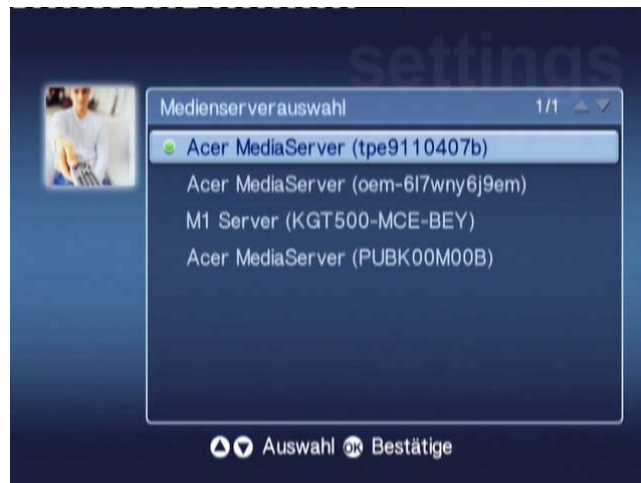 settings
Medienserverauswahl 1/1
Acer MediaServer (tpe9110407b)
Acer MediaServer (oem-6l7wny6j9em)
M1 Server (KGT500-MCE-BEY)
Acer MediaServer (PUBK00M00B)
Auswahl OK Bestätige